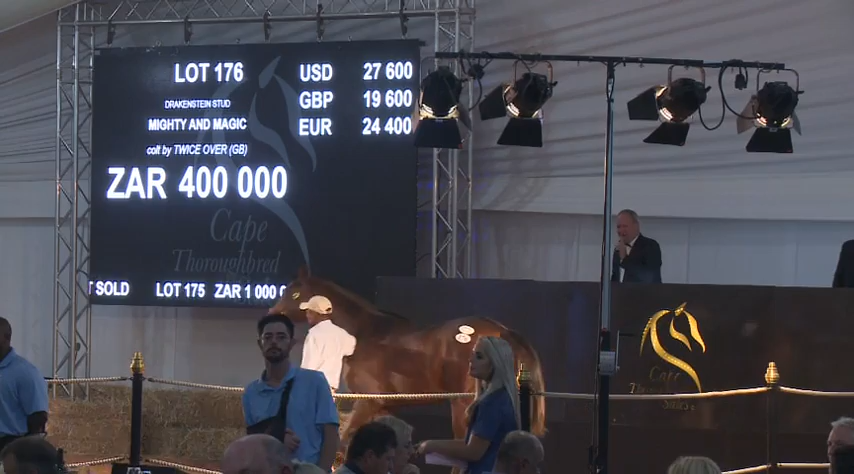 LOT 176
USD 27 600
DRAKENSTEIN STUD
GBP 19 600
MIGHTY AND MAGIC
EUR 24 400
colt by TWICE OVER (GB)
ZAR 400 000
Cape
Thoroughbred
T SOLD LOT 175 ZAR 1 000 0
Cape